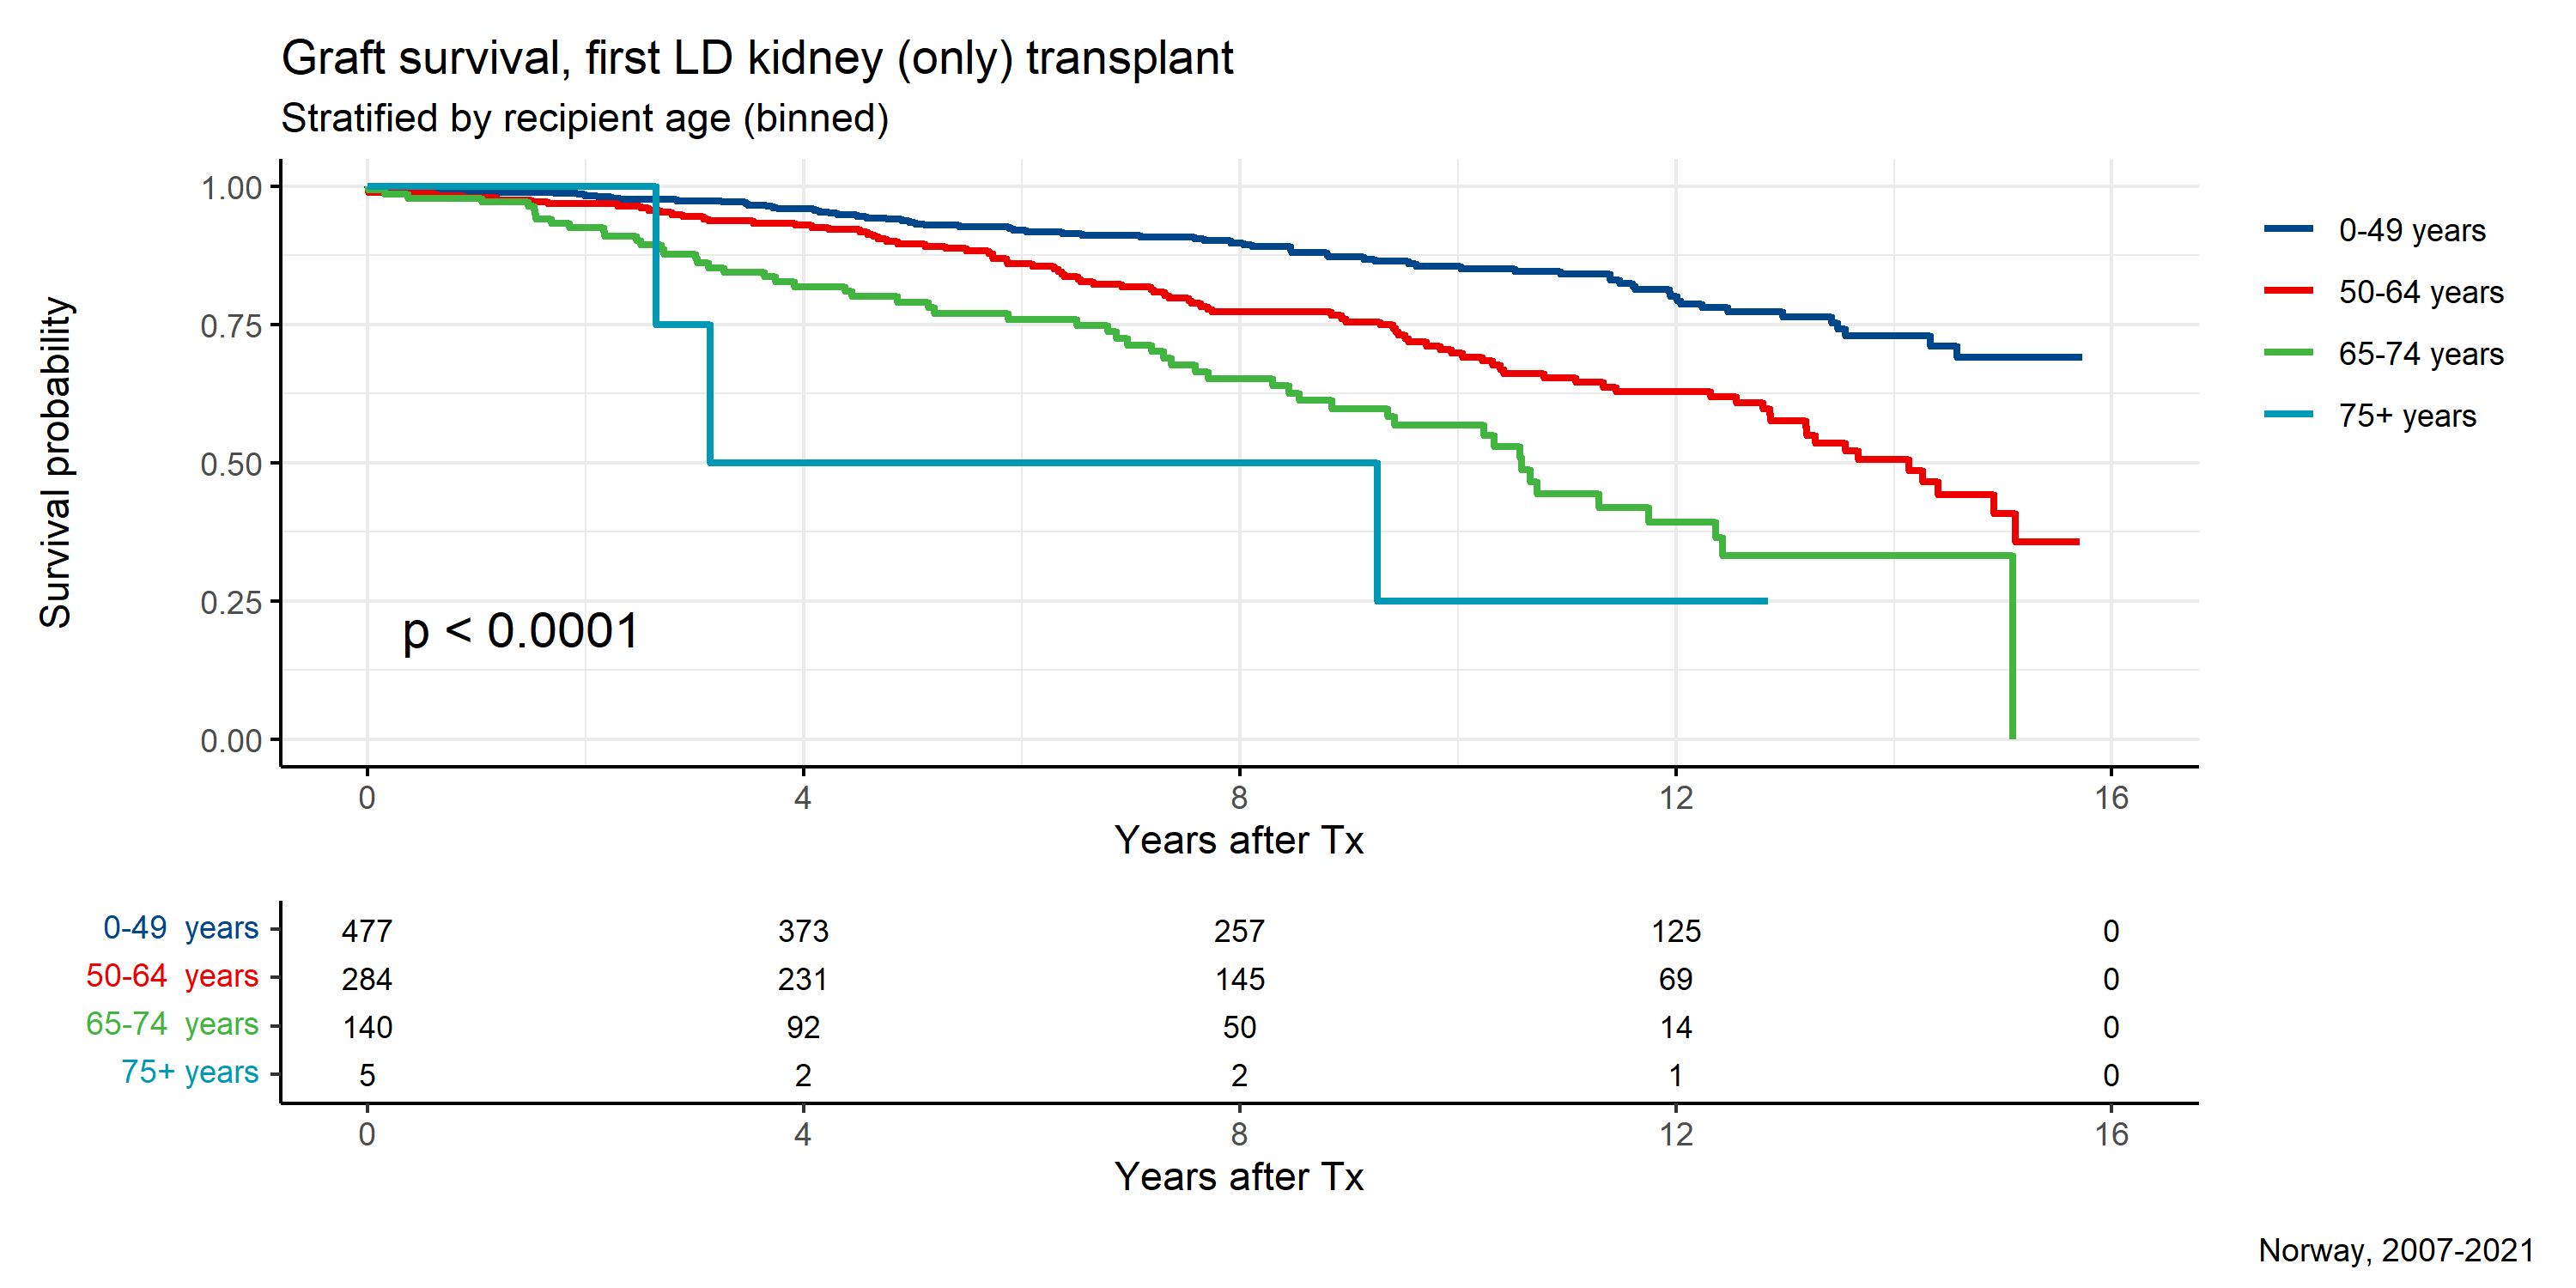 Graft survival, first LD kidney (only) transplant
Stratified by recipient age (binned)
Survival probability
1.00
0.75
0.50
0.25
0.00
p < 0.0001
0 4 8 12 16
Years after Tx
0-49 years
50-64 years
65-74 years
75+ years
0-49 years 477 373 257 125 0
50-64 years 284 231 145 69 0
65-74 years 140 92 50 14 0
75+ years 5 2 2 1 0
0 4 8 12 16
Years after Tx
Norway, 2007-2021